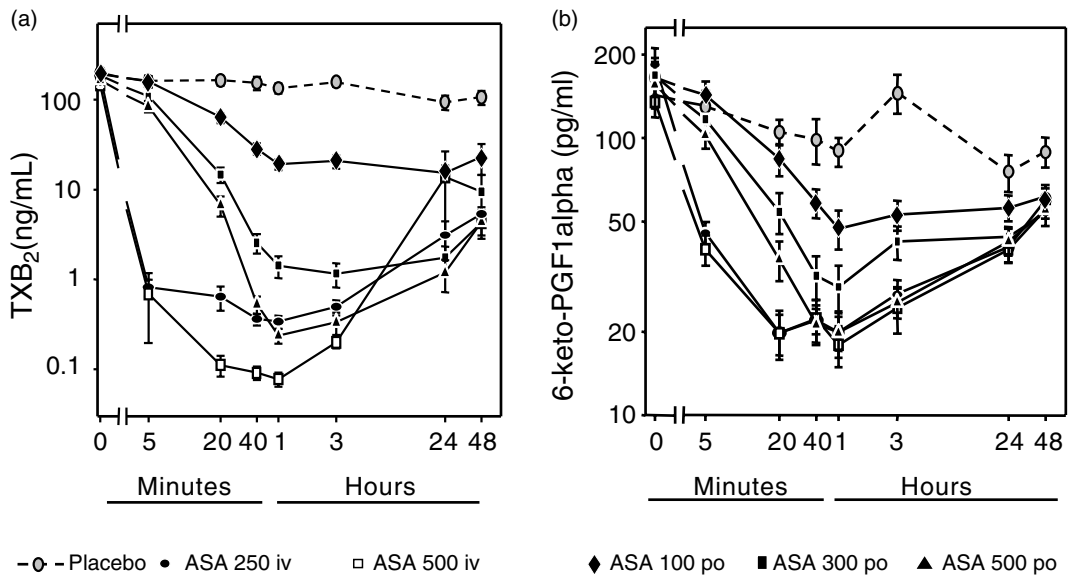 (a)
TXB2(ng/mL)
100
10
1
0.1
0 5 20 40 1 3 24 48
Minutes Hours
(b)
6-keto-PGF1alpha (pg/ml)
200
100
50
20
10
0 5 20 40 1 3 24 48
Minutes Hours
Placebo ASA 250 iv ASA 500 iv ASA 100 po ASA 300 po ASA 500 po